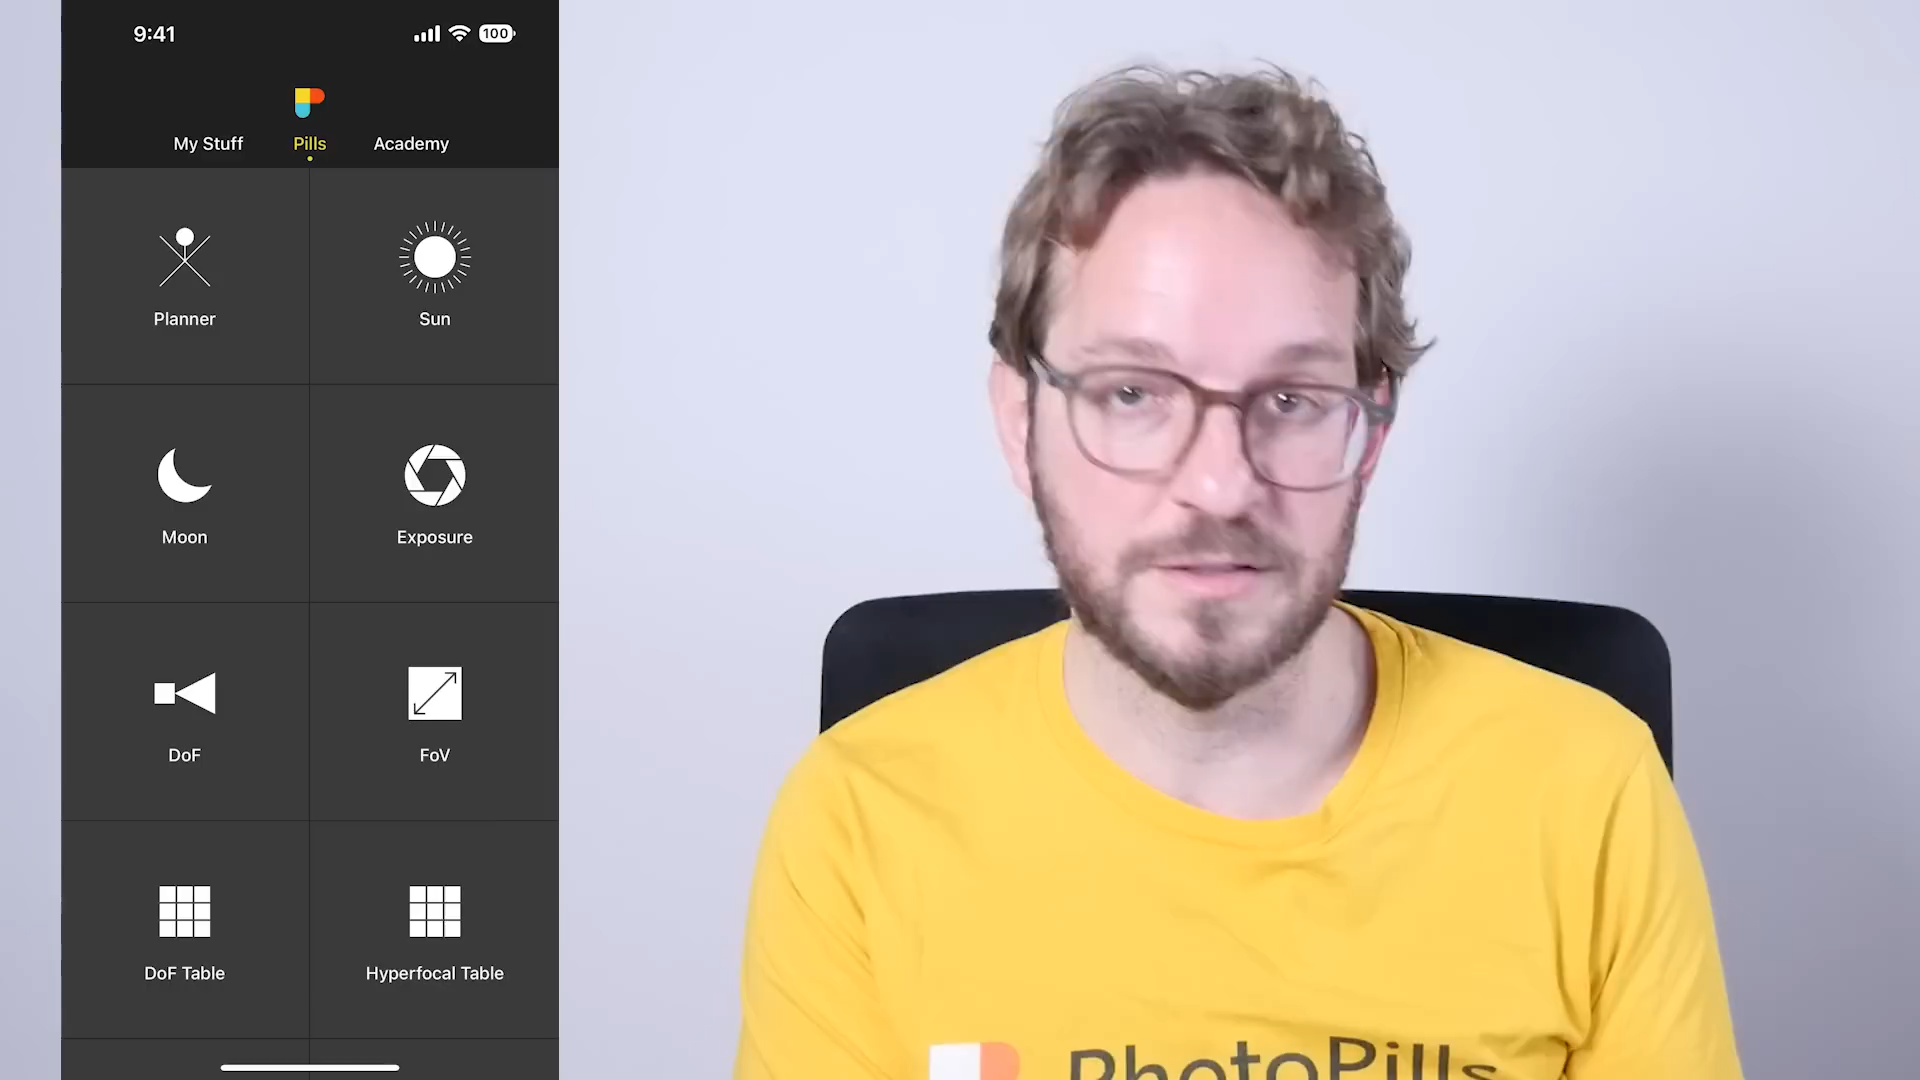 9:41
100
My Stuff
Pills
Academy
Planner
Sun
Moon
Exposure
DoF
FoV
DoF Table
Hyperfocal Table
PhotoPills